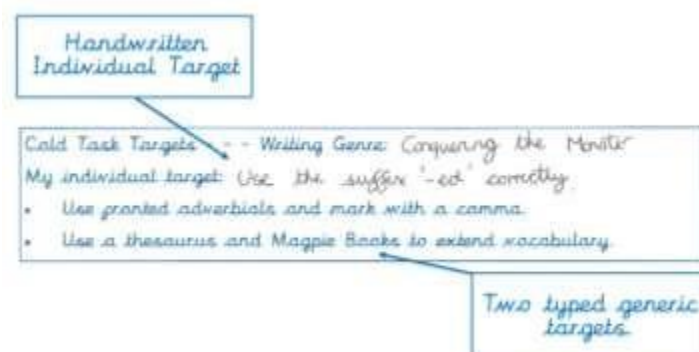 Handwritten
Individual Target
Cold Task Targets - - Writing Genre: Conquering the Monster
My individual target: Use the suffix '-ed' correctly.
• Use fronted adverbials and mark with a comma.
• Use a thesaurus and Magpie Books to extend vocabulary.
Two typed generic
targets.